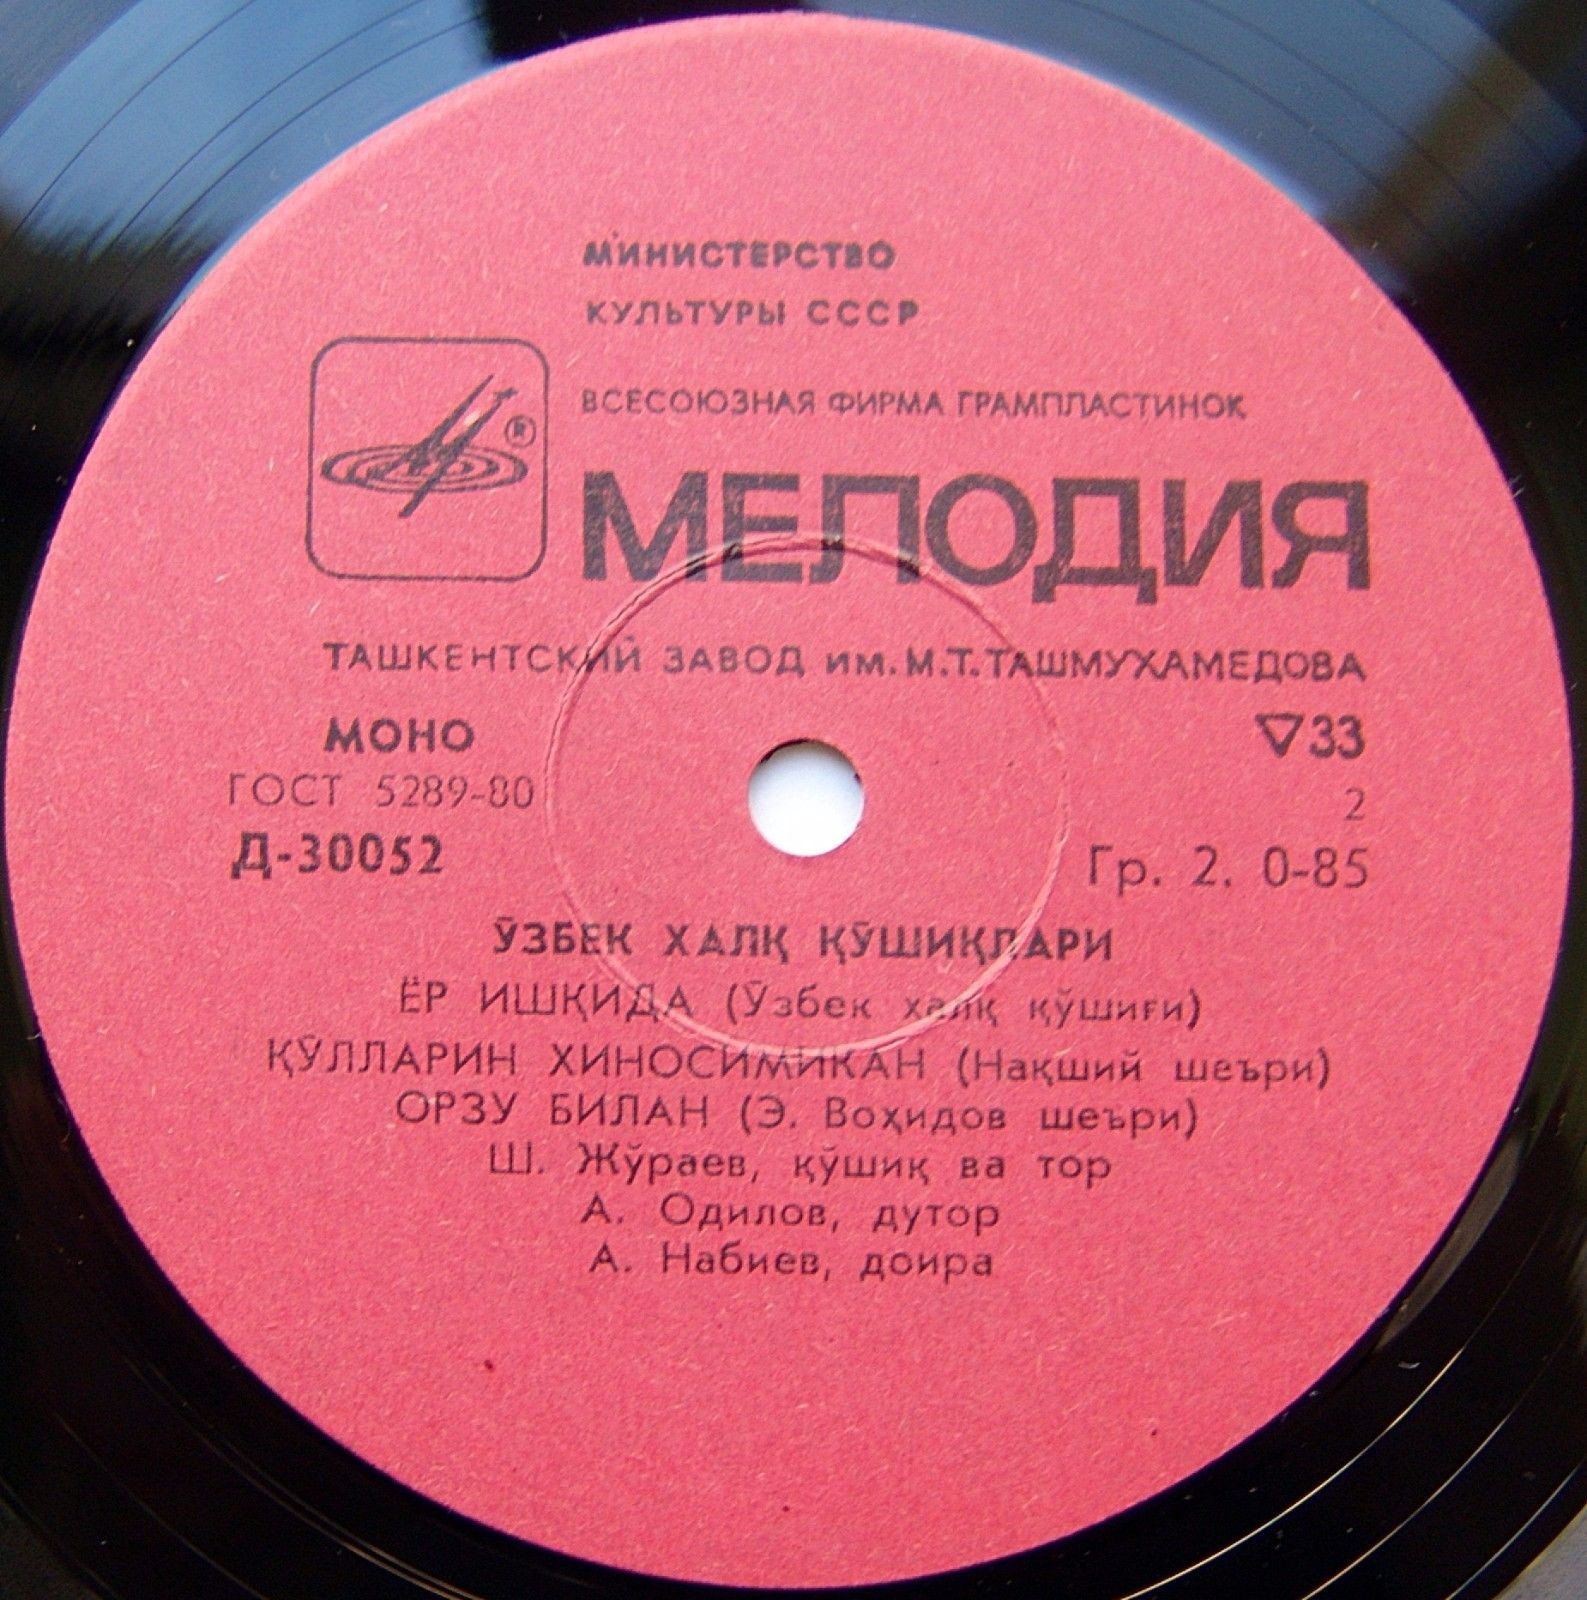 МИНИСТЕРСТВО
КУЛЬТУРЫ СССР
ВСЕСОЮЗНАЯ ФИРМА ГРАМПЛАСТИНОК
®
МЕЛОДИЯ
ТАШКЕНТСКИЙ ЗАВОД им. М.Т.ТАШМУХАМЕДОВА
МОНО ▽33
ГОСТ 5289-80 2
Д-30052 Гр. 2. 0-85
ЎЗБЕК ХАЛҚ ҚЎШИҚЛАРИ
ЁР ИШҚИДА (Ўзбек халқ қўшиғи)
ҚЎЛЛАРИН ХИНОСИМИКАН (Нақший шеъри)
ОРЗУ БИЛАН (Э. Воҳидов шеъри)
Ш. Жўраев, қўшиқ ва тор
А. Одилов, дутор
А. Набиев, доира